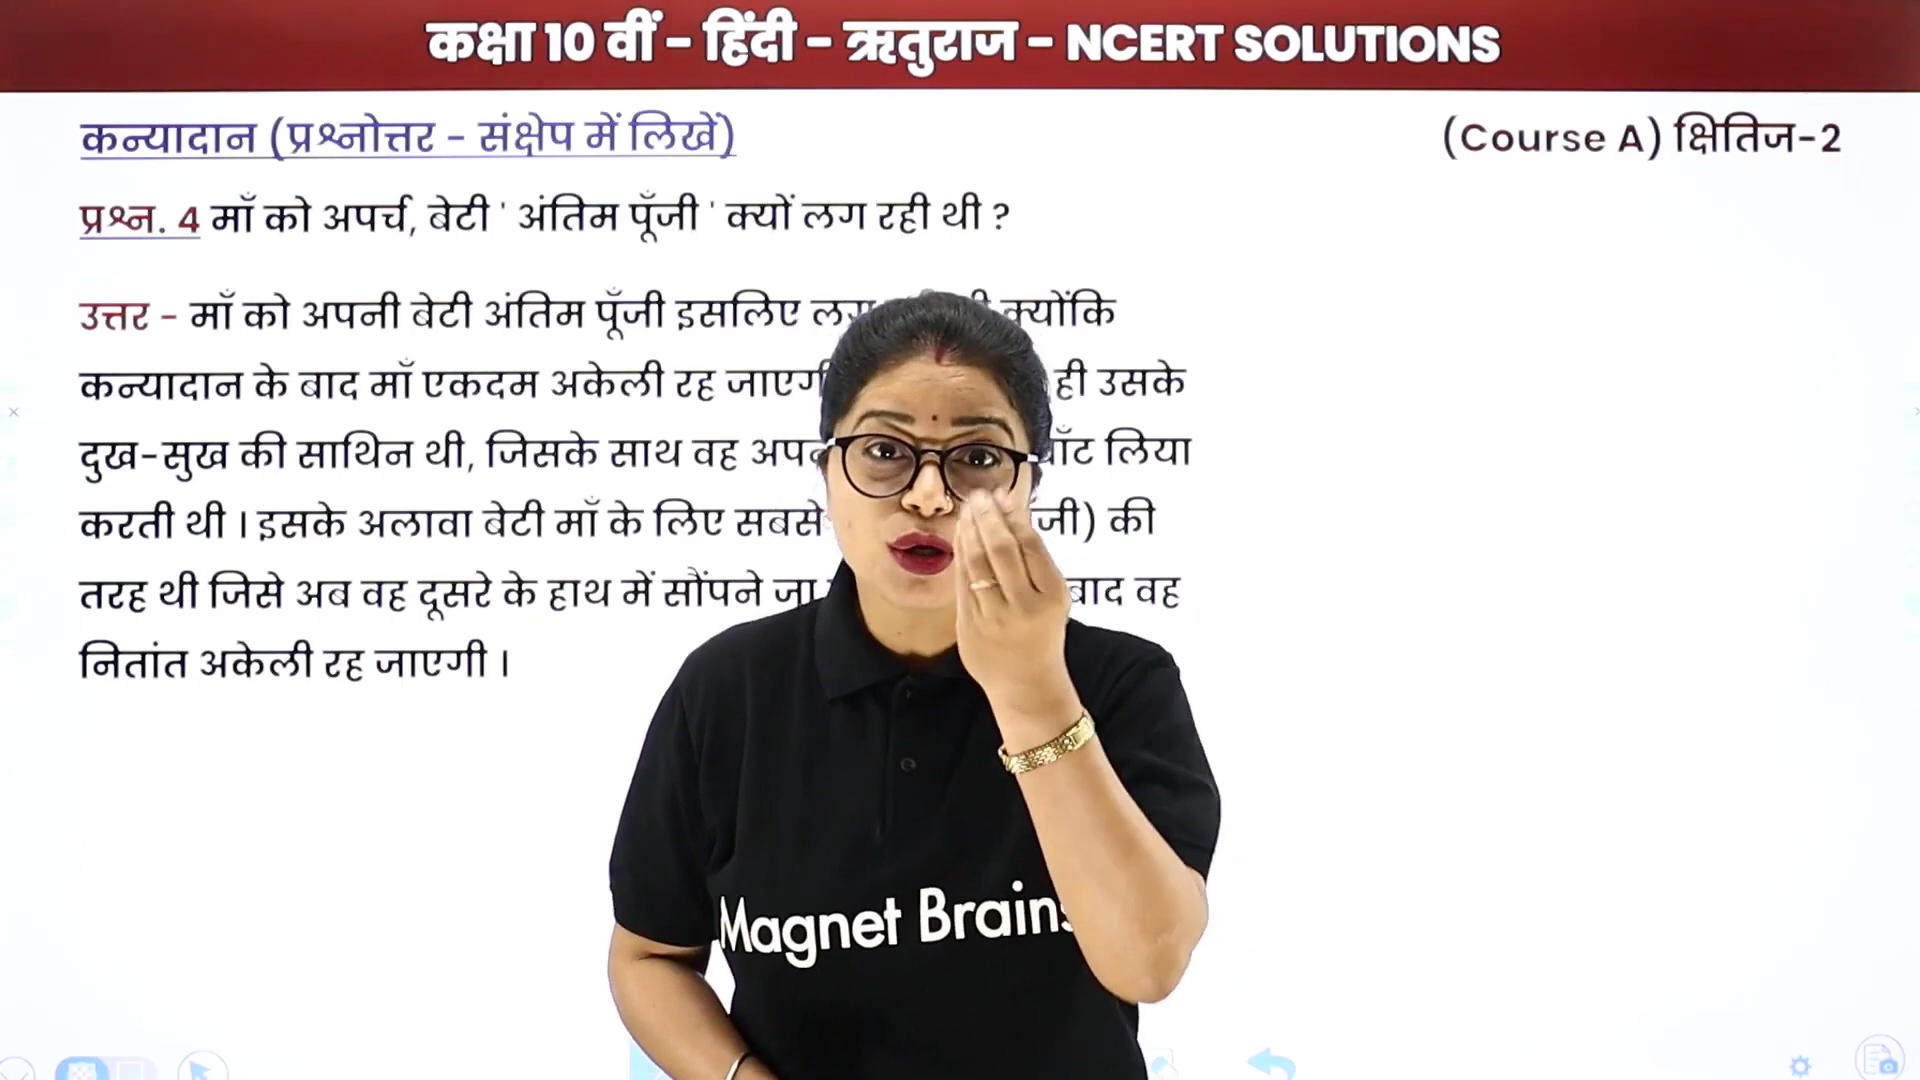 कक्षा 10 वीं - हिंदी - ऋतुराज - NCERT SOLUTIONS
कन्यादान (प्रश्नोत्तर - संक्षेप में लिखें)
(Course A) क्षितिज-2
प्रश्न. 4 माँ को अपर्च, बेटी ' अंतिम पूँजी ' क्यों लग रही थी ?
उत्तर - माँ को अपनी बेटी अंतिम पूँजी इसलिए क्योंकि
कन्यादान के बाद माँ एकदम अकेली रह ही उसके
दुख-सुख की साथिन थी, जिसके साथ वह लिया
करती थी । इसके अलावा बेटी माँ के लिए सबसे की
तरह थी जिसे अब वह दूसरे के हाथ में सौंपने बाद वह
नितांत अकेली रह जाएगी ।
Magnet Brains